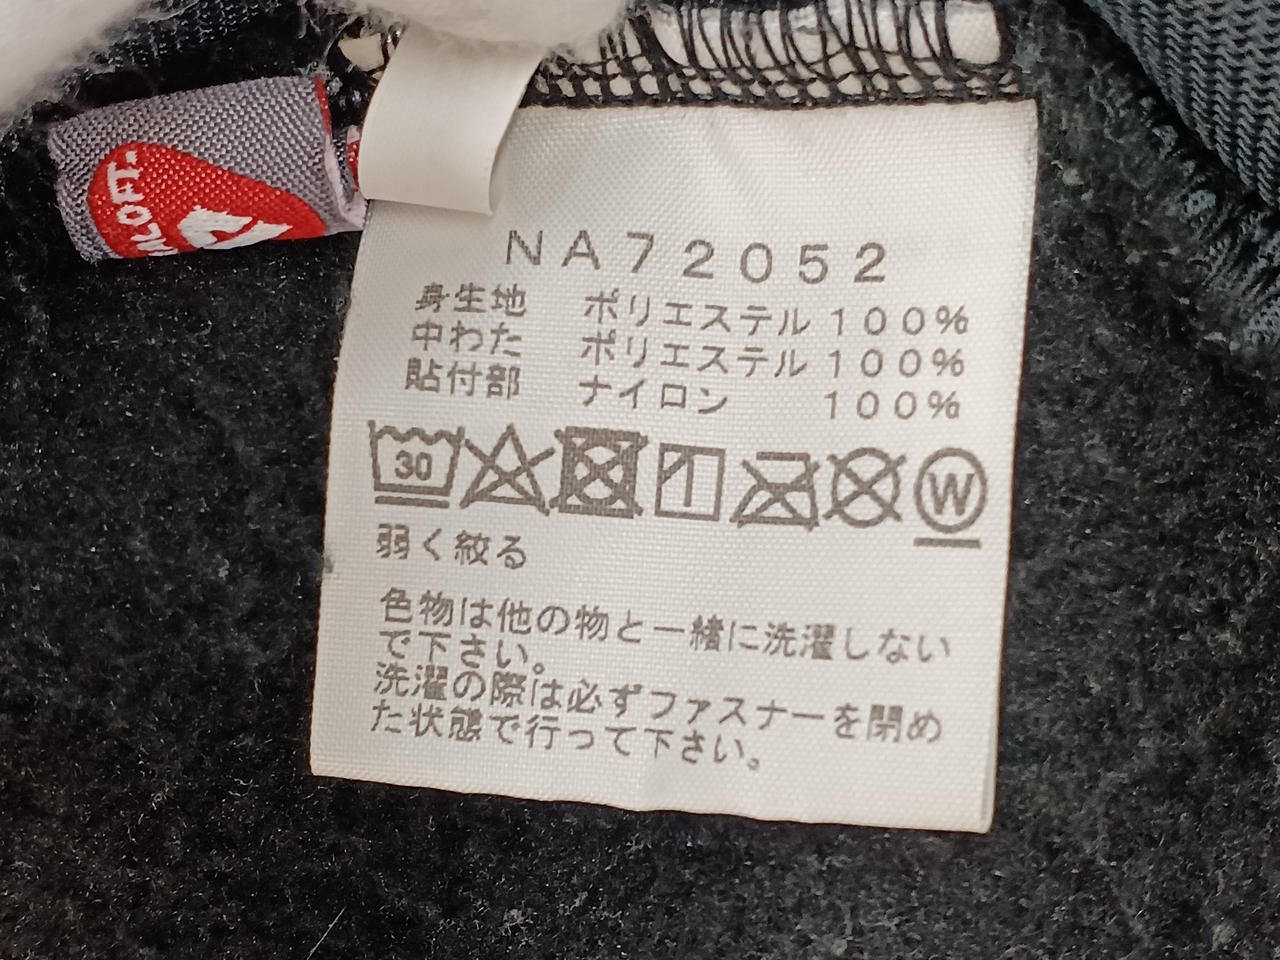 NA72052
身生地 ポリエステル100%
中わた ポリエステル100%
貼付部 ナイロン 100%
30
W
弱く絞る
色物は他の物と一緒に洗濯しない
で下さい。
洗濯の際は必ずファスナーを閉め
た状態で行って下さい。